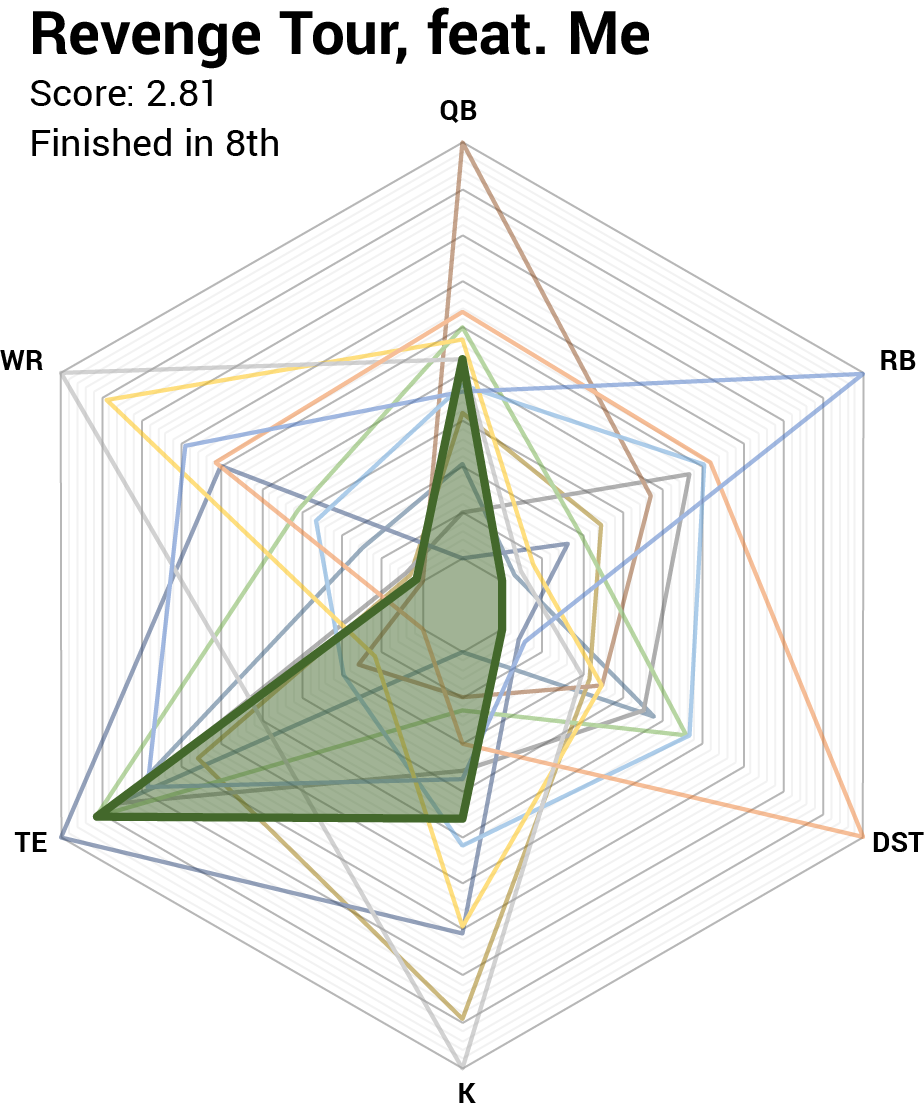 Revenge Tour, feat. Me
Score: 2.81
Finished in 8th
QB
WR
RB
TE
DST
K